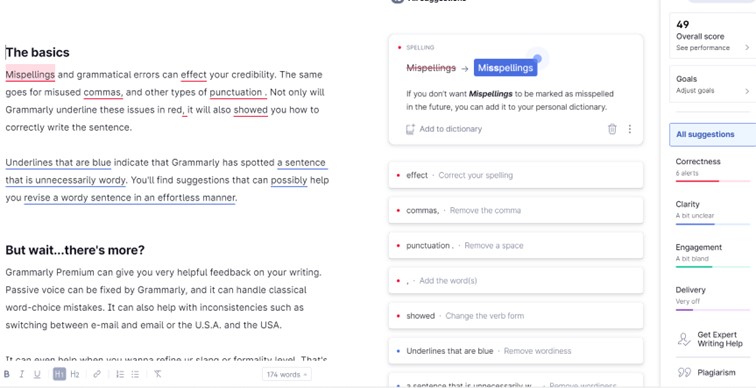 All suggestions
The basics
Mispellings and grammatical errors can effect your credibility. The same
goes for misused commas, and other types of punctuation . Not only will
Grammarly underline these issues in red, it will also showed you how to
correctly write the sentence.
Underlines that are blue indicate that Grammarly has spotted a sentence
that is unnecessarily wordy. You'll find suggestions that can possibly help
you revise a wordy sentence in an effortless manner.
But wait...there's more?
Grammarly Premium can give you very helpful feedback on your writing.
Passive voice can be fixed by Grammarly, and it can handle classical
word-choice mistakes. It can also help with inconsistencies such as
switching between e-mail and email or the U.S.A. and the USA.
It can even help when you wanna refine ur slang or formality level. That's
B I U H1 H2
174 words
SPELLING
Mispellings → Misspellings
If you don't want Mispellings to be marked as misspelled
in the future, you can add it to your personal dictionary.
Add to dictionary
effect · Correct your spelling
commas, · Remove the comma
punctuation . · Remove a space
, · Add the word(s)
showed · Change the verb form
Underlines that are blue · Remove wordiness
a sentence that is unnecessarily w... · Remove wordiness
49
Overall score
See performance
Goals
Adjust goals
All suggestions
Correctness
6 alerts
Clarity
A bit unclear
Engagement
A bit bland
Delivery
Very off
Get Expert
Writing Help
Plagiarism